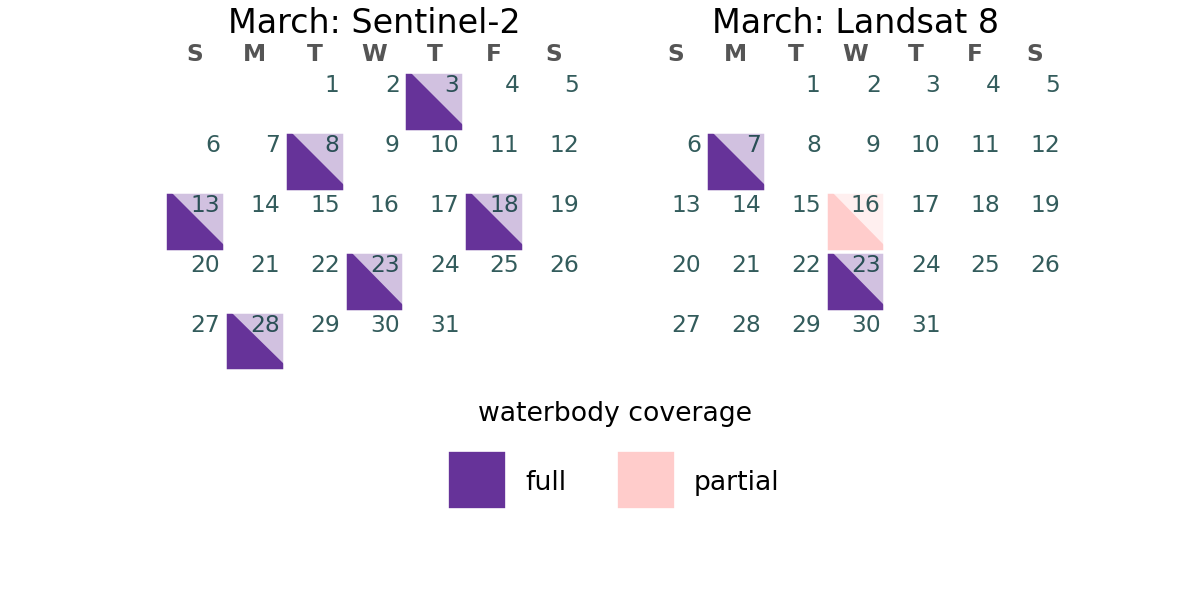 March: Sentinel-2
S M T W T F S
1 2 3 4 5
6 7 8 9 10 11 12
13 14 15 16 17 18 19
20 21 22 23 24 25 26
27 28 29 30 31
March: Landsat 8
S M T W T F S
1 2 3 4 5
6 7 8 9 10 11 12
13 14 15 16 17 18 19
20 21 22 23 24 25 26
27 28 29 30 31
waterbody coverage
full partial